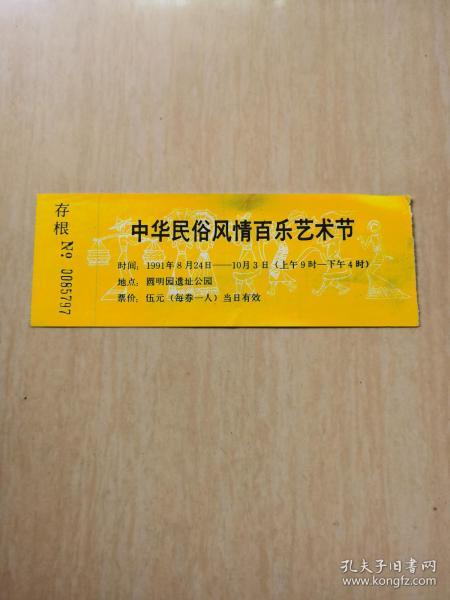 存根 № 0085797
中华民俗风情百乐艺术节
时间：1991年8月24日——10月3日（上午9时—下午4时）
地点：圆明园遗址公园
票价：伍元（每券一人）当日有效
孔夫子旧书网
www.kongfz.com